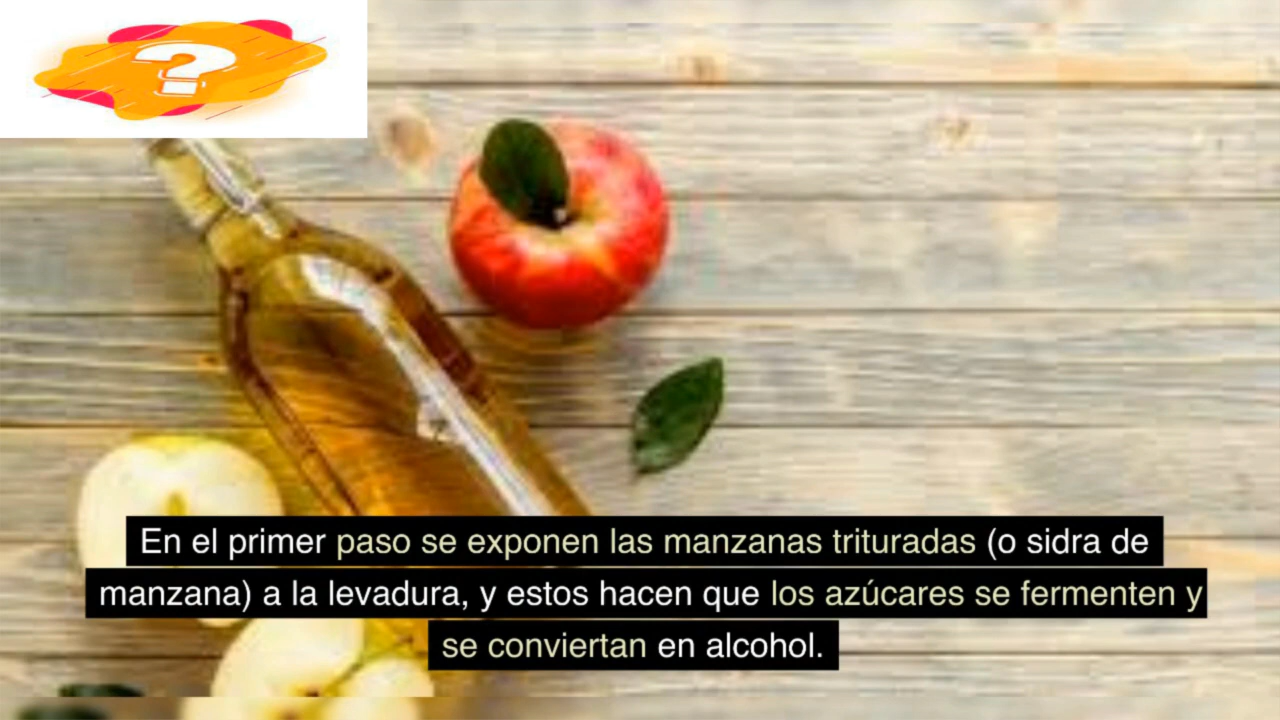 ?
En el primer paso se exponen las manzanas trituradas (o sidra de
manzana) a la levadura, y estos hacen que los azúcares se fermenten y
se conviertan en alcohol.